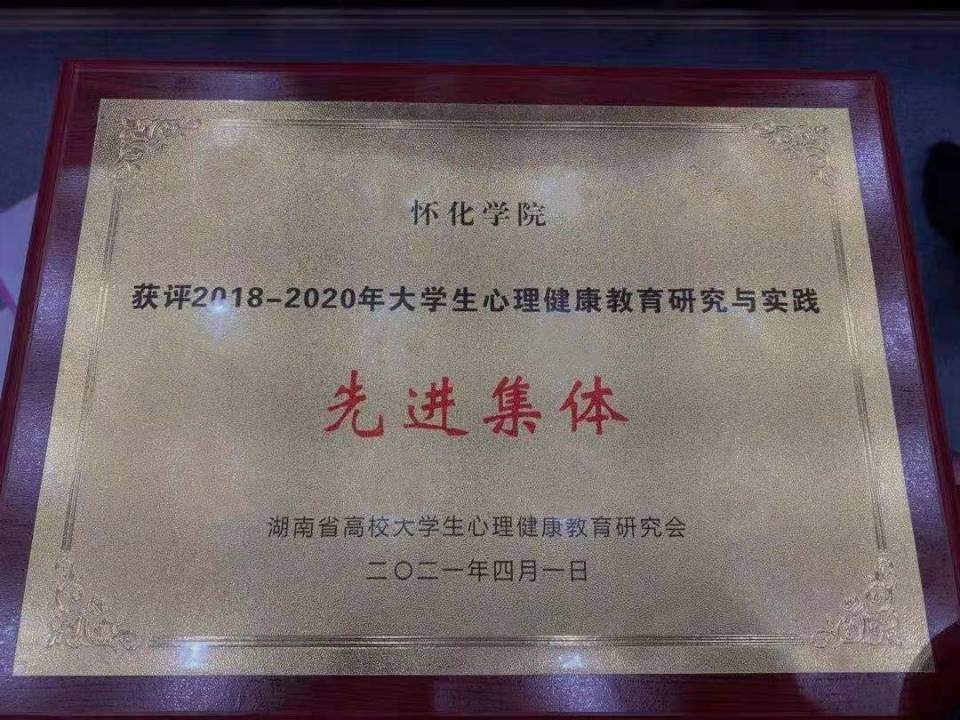 怀化学院
获评2018-2020年大学生心理健康教育研究与实践
先进集体
湖南省高校大学生心理健康教育研究会
二〇二一年四月一日